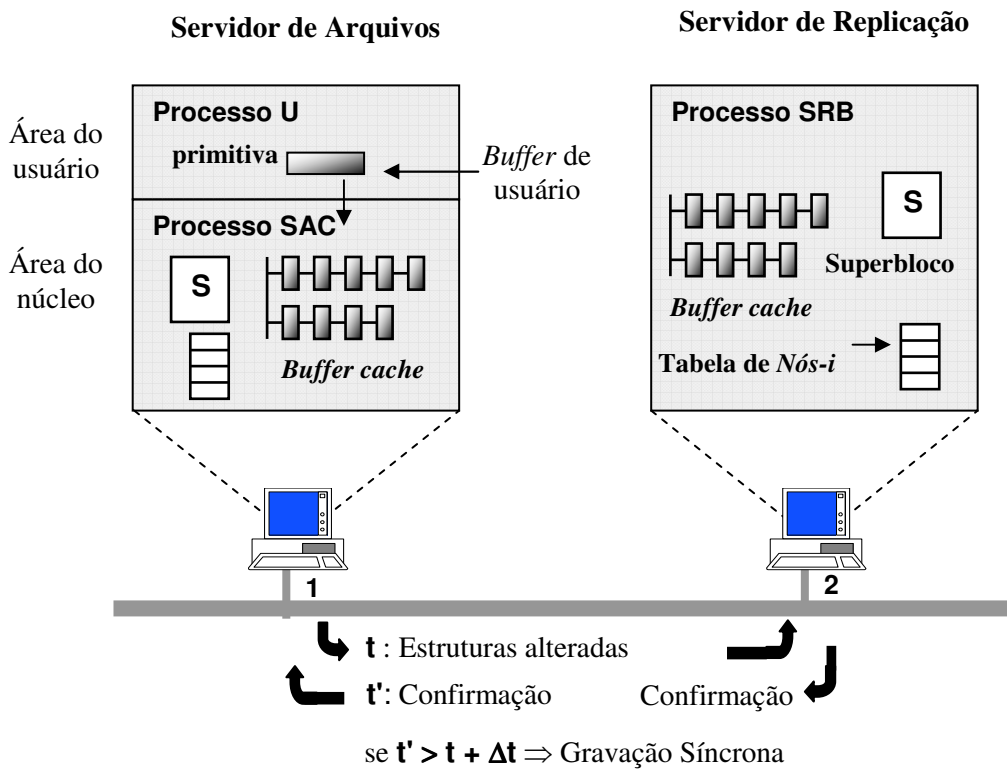 Servidor de Arquivos
Servidor de Replicação
Processo U
Área do
usuário
primitiva
Buffer de
usuário
Processo SAC
Área do
núcleo
S
Buffer cache
Processo SRB
S
Superbloco
Buffer cache
Tabela de Nós-i
1
2
t : Estruturas alteradas
t': Confirmação
Confirmação
se t' > t + Δt ⇒ Gravação Síncrona